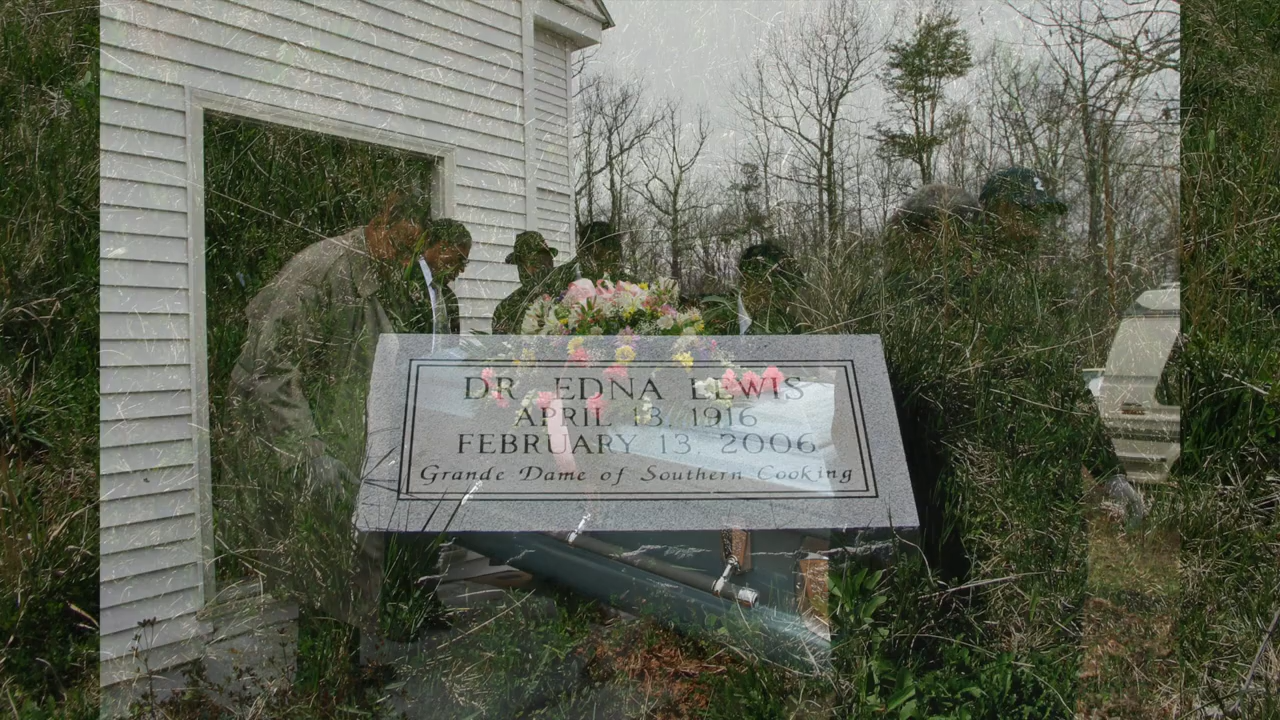 DR. EDNA LEWIS
APRIL 13, 1916
FEBRUARY 13, 2006
Grande Dame of Southern Cooking